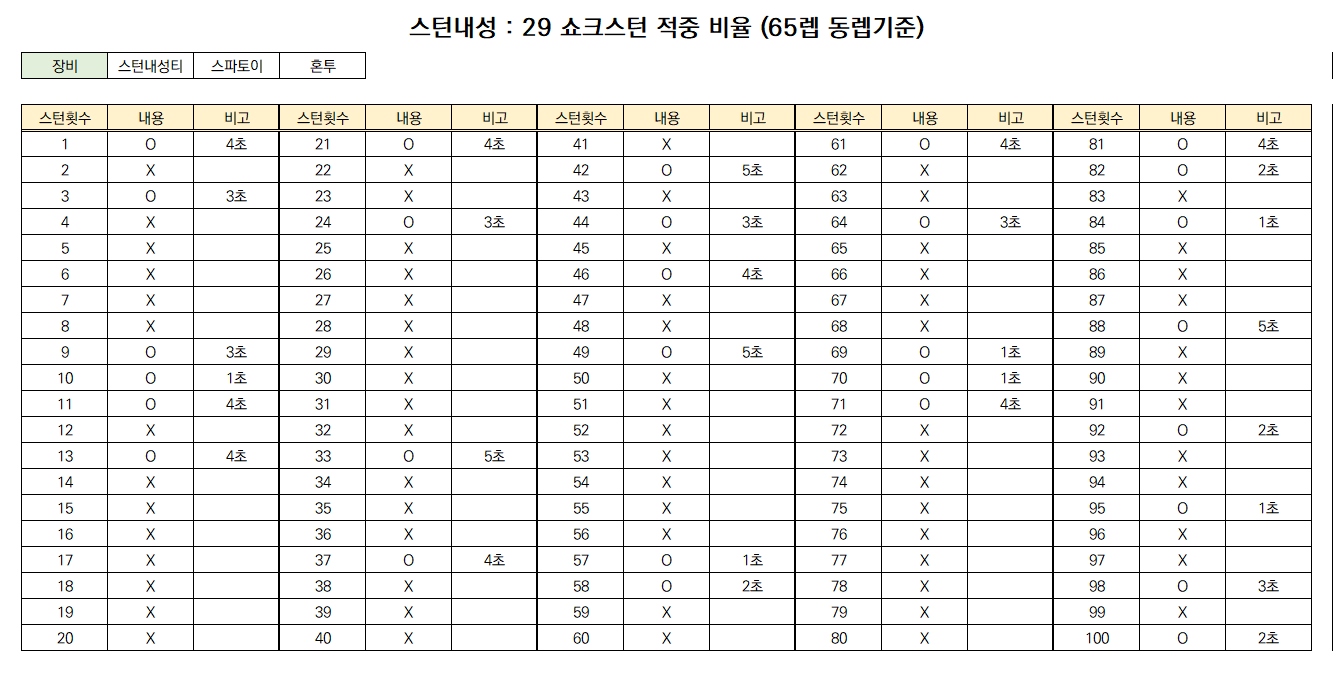 스턴내성 : 29 쇼크스턴 적중 비율 (65렙 동렙기준)
장비 스턴내성티 스파토이 혼투
스턴횟수 내용 비고 스턴횟수 내용 비고 스턴횟수 내용 비고 스턴횟수 내용 비고 스턴횟수 내용 비고
1 O 4초 21 O 4초 41 X 61 O 4초 81 O 4초
2 X 22 X 42 O 5초 62 X 82 O 2초
3 O 3초 23 X 43 X 63 X 83 X
4 X 24 O 3초 44 O 3초 64 O 3초 84 O 1초
5 X 25 X 45 X 65 X 85 X
6 X 26 X 46 O 4초 66 X 86 X
7 X 27 X 47 X 67 X 87 X
8 X 28 X 48 X 68 X 88 O 5초
9 O 3초 29 X 49 O 5초 69 O 1초 89 X
10 O 1초 30 X 50 X 70 O 1초 90 X
11 O 4초 31 X 51 X 71 O 4초 91 X
12 X 32 X 52 X 72 X 92 O 2초
13 O 4초 33 O 5초 53 X 73 X 93 X
14 X 34 X 54 X 74 X 94 X
15 X 35 X 55 X 75 X 95 O 1초
16 X 36 X 56 X 76 X 96 X
17 X 37 O 4초 57 O 1초 77 X 97 X
18 X 38 X 58 O 2초 78 X 98 O 3초
19 X 39 X 59 X 79 X 99 X
20 X 40 X 60 X 80 X 100 O 2초